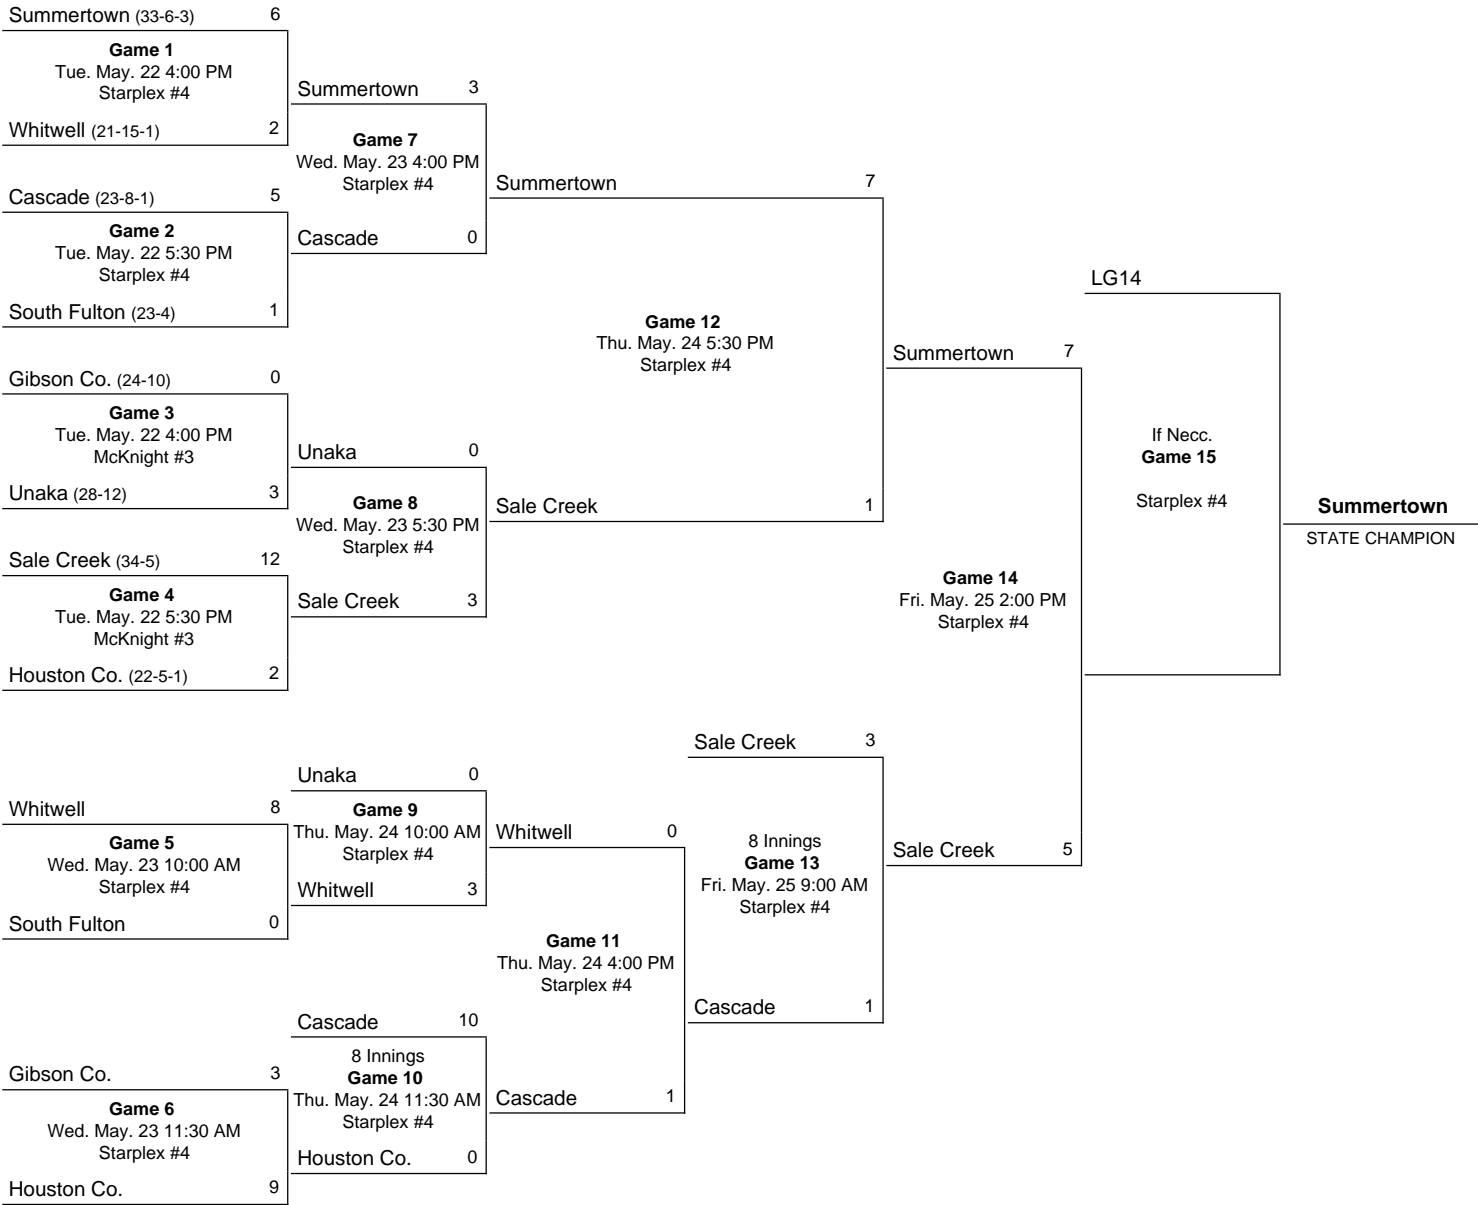 Summertown (33-6-3) 6
Game 1
Tue. May. 22 4:00 PM
Starplex #4
Whitwell (21-15-1) 2
Cascade (23-8-1) 5
Game 2
Tue. May. 22 5:30 PM
Starplex #4
South Fulton (23-4) 1
Gibson Co. (24-10) 0
Game 3
Tue. May. 22 4:00 PM
McKnight #3
Unaka (28-12) 3
Sale Creek (34-5) 12
Game 4
Tue. May. 22 5:30 PM
McKnight #3
Houston Co. (22-5-1) 2
Whitwell 8
Game 5
Wed. May. 23 10:00 AM
Starplex #4
South Fulton 0
Gibson Co. 3
Game 6
Wed. May. 23 11:30 AM
Starplex #4
Houston Co. 9
Summertown 3
Game 7
Wed. May. 23 4:00 PM
Starplex #4
Cascade 0
Unaka 0
Game 8
Wed. May. 23 5:30 PM
Starplex #4
Sale Creek 3
Unaka 0
Game 9
Thu. May. 24 10:00 AM
Starplex #4
Whitwell 3
Cascade 10
8 Innings
Game 10
Thu. May. 24 11:30 AM
Starplex #4
Houston Co. 0
Summertown 7
Game 12
Thu. May. 24 5:30 PM
Starplex #4
Sale Creek 1
Whitwell 0
Game 11
Thu. May. 24 4:00 PM
Starplex #4
Cascade 1
Sale Creek 3
8 Innings
Game 13
Fri. May. 25 9:00 AM
Starplex #4
Cascade 1
Summertown 7
Game 14
Fri. May. 25 2:00 PM
Starplex #4
Sale Creek 5
LG14
If Necc.
Game 15
Starplex #4
Summertown
STATE CHAMPION